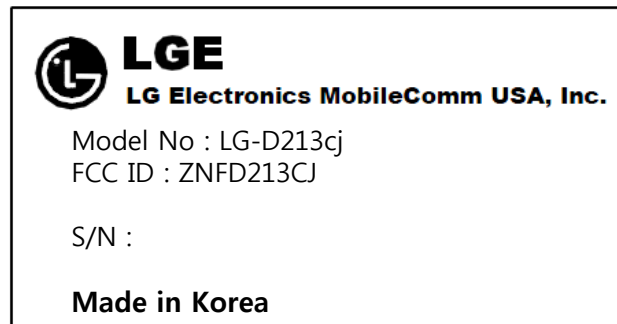 LGE
LG Electronics MobileComm USA, Inc.
Model No : LG-D213cj
FCC ID : ZNFD213CJ
S/N :
Made in Korea